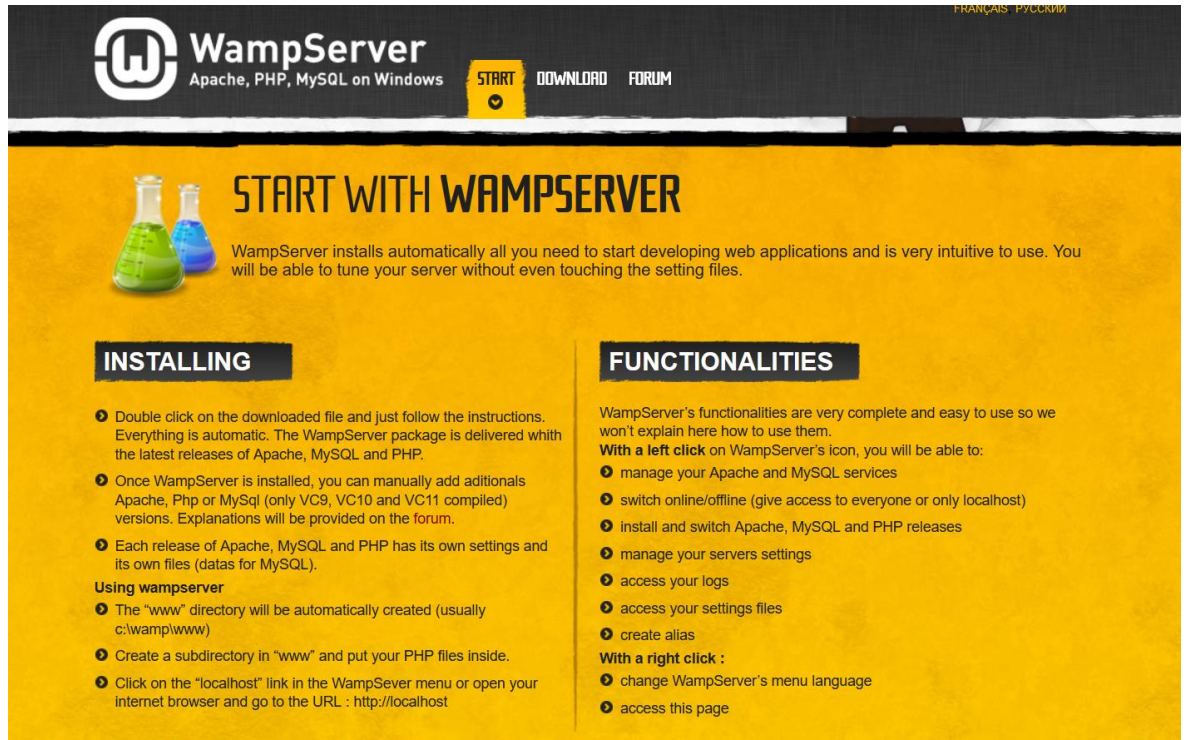 FRANÇAIS РУССКИЙ
WampServer
Apache, PHP, MySQL on Windows
START DOWNLOAD FORUM
START WITH WAMPSERVER
WampServer installs automatically all you need to start developing web applications and is very intuitive to use. You
will be able to tune your server without even touching the setting files.
INSTALLING
Double click on the downloaded file and just follow the instructions.
Everything is automatic. The WampServer package is delivered whith
the latest releases of Apache, MySQL and PHP.
Once WampServer is installed, you can manually add aditionals
Apache, Php or MySql (only VC9, VC10 and VC11 compiled)
versions. Explanations will be provided on the forum.
Each release of Apache, MySQL and PHP has its own settings and
its own files (datas for MySQL).
Using wampserver
The “www” directory will be automatically created (usually
c:\wamp\www)
Create a subdirectory in “www” and put your PHP files inside.
Click on the “localhost” link in the WampSever menu or open your
internet browser and go to the URL : http://localhost
FUNCTIONALITIES
WampServer’s functionalities are very complete and easy to use so we
won’t explain here how to use them.
With a left click on WampServer’s icon, you will be able to:
manage your Apache and MySQL services
switch online/offline (give access to everyone or only localhost)
install and switch Apache, MySQL and PHP releases
manage your servers settings
access your logs
access your settings files
create alias
With a right click :
change WampServer’s menu language
access this page